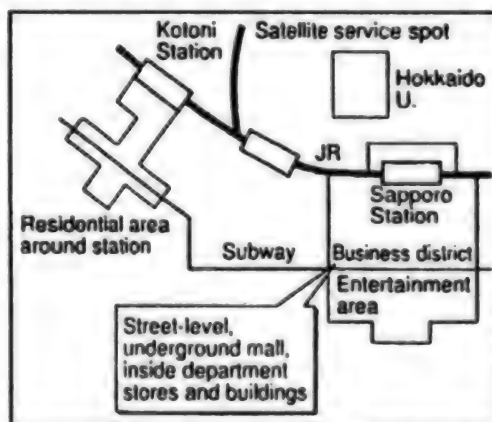 Kotoni
Station
Satellite service spot
Hokkaido
U.
JR
Sapporo
Station
Residential area
around station
Subway
Business district
Entertainment
area
Street-level,
underground mall,
inside department
stores and buildings